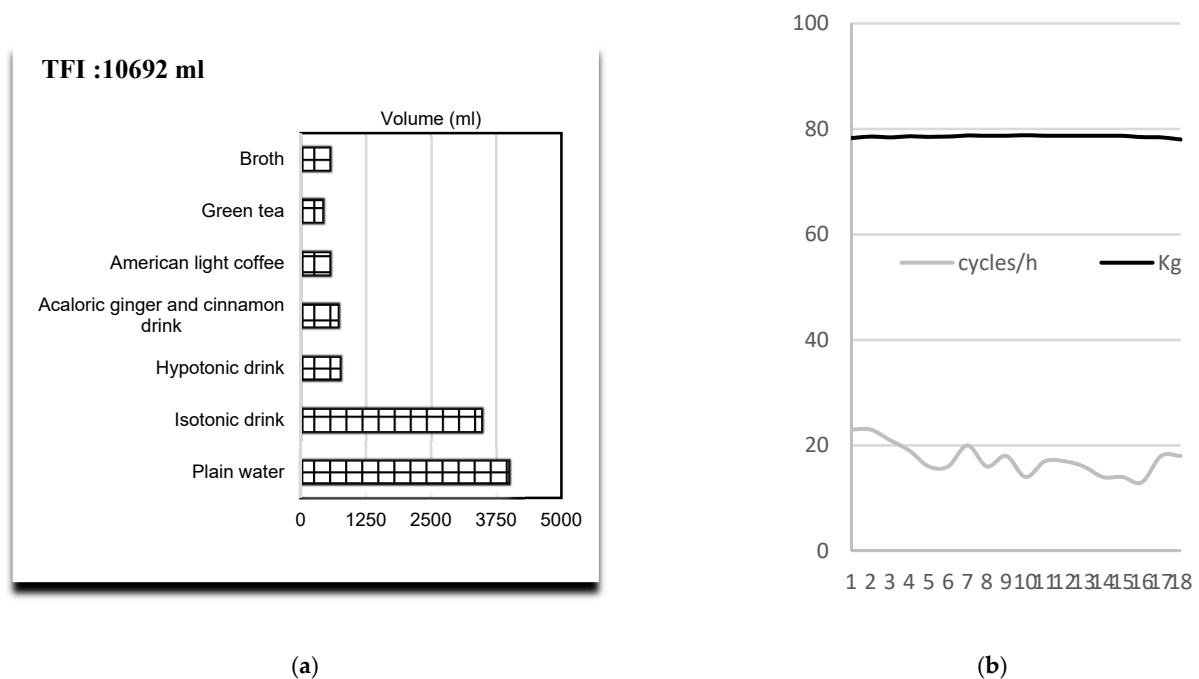 TFI :10692 ml
Volume (ml)
Broth
Green tea
American light coffee
Acaloric ginger and cinnamon
drink
Hypotonic drink
Isotonic drink
Plain water
0 1250 2500 3750 5000
(a)
100
80
60
cycles/h Kg
40
20
0
1 2 3 4 5 6 7 8 9 10 11 12 13 14 15 16 17 18
(b)